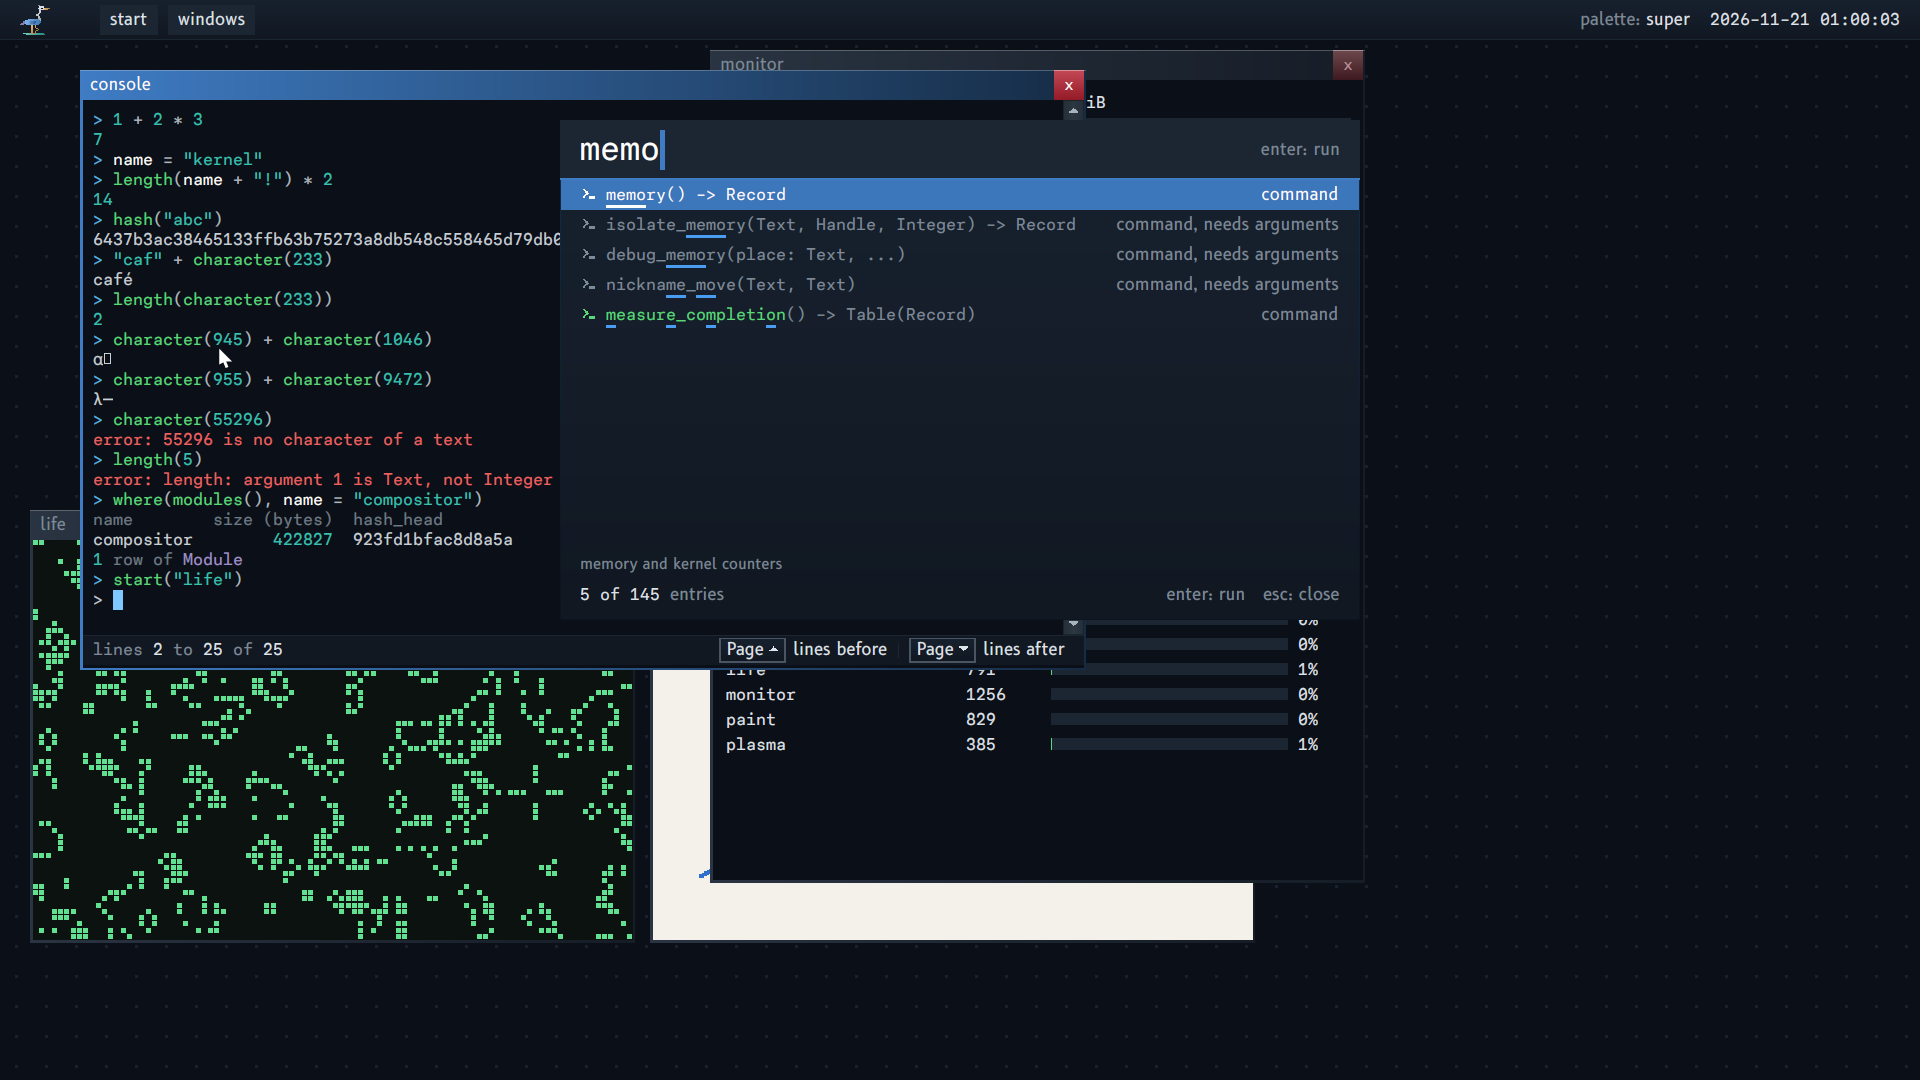 start windows palette: super 2026-11-21 01:00:03
monitor x
console x
iB
> 1 + 2 * 3
7
> name = "kernel"
> length(name + "!") * 2
14
> hash("abc")
> "caf" + character(233)
café
> length(character(233))
2
> character(945) + character(1046)
α
> character(955) + character(9472)
λ─
> character(55296)
error: 55296 is no character of a text
> length(5)
error: length: argument 1 is Text, not Integer
> where(modules(), name = "compositor")
name size (bytes) hash_head
compositor 422827 923fd1bfac8d8a5a
1 row of Module
> start("life")
>
lines 2 to 25 of 25 Page lines before Page lines after
memo enter: run
memory() -> Record command
isolate_memory(Text, Handle, Integer) -> Record command, needs arguments
debug_memory(place: Text, ...) command, needs arguments
nickname_move(Text, Text) command, needs arguments
measure_completion() -> Table(Record) command
memory and kernel counters
5 of 145 entries enter: run esc: close
life
0%
0%
life 791 1%
monitor 1256 0%
paint 829 0%
plasma 385 1%